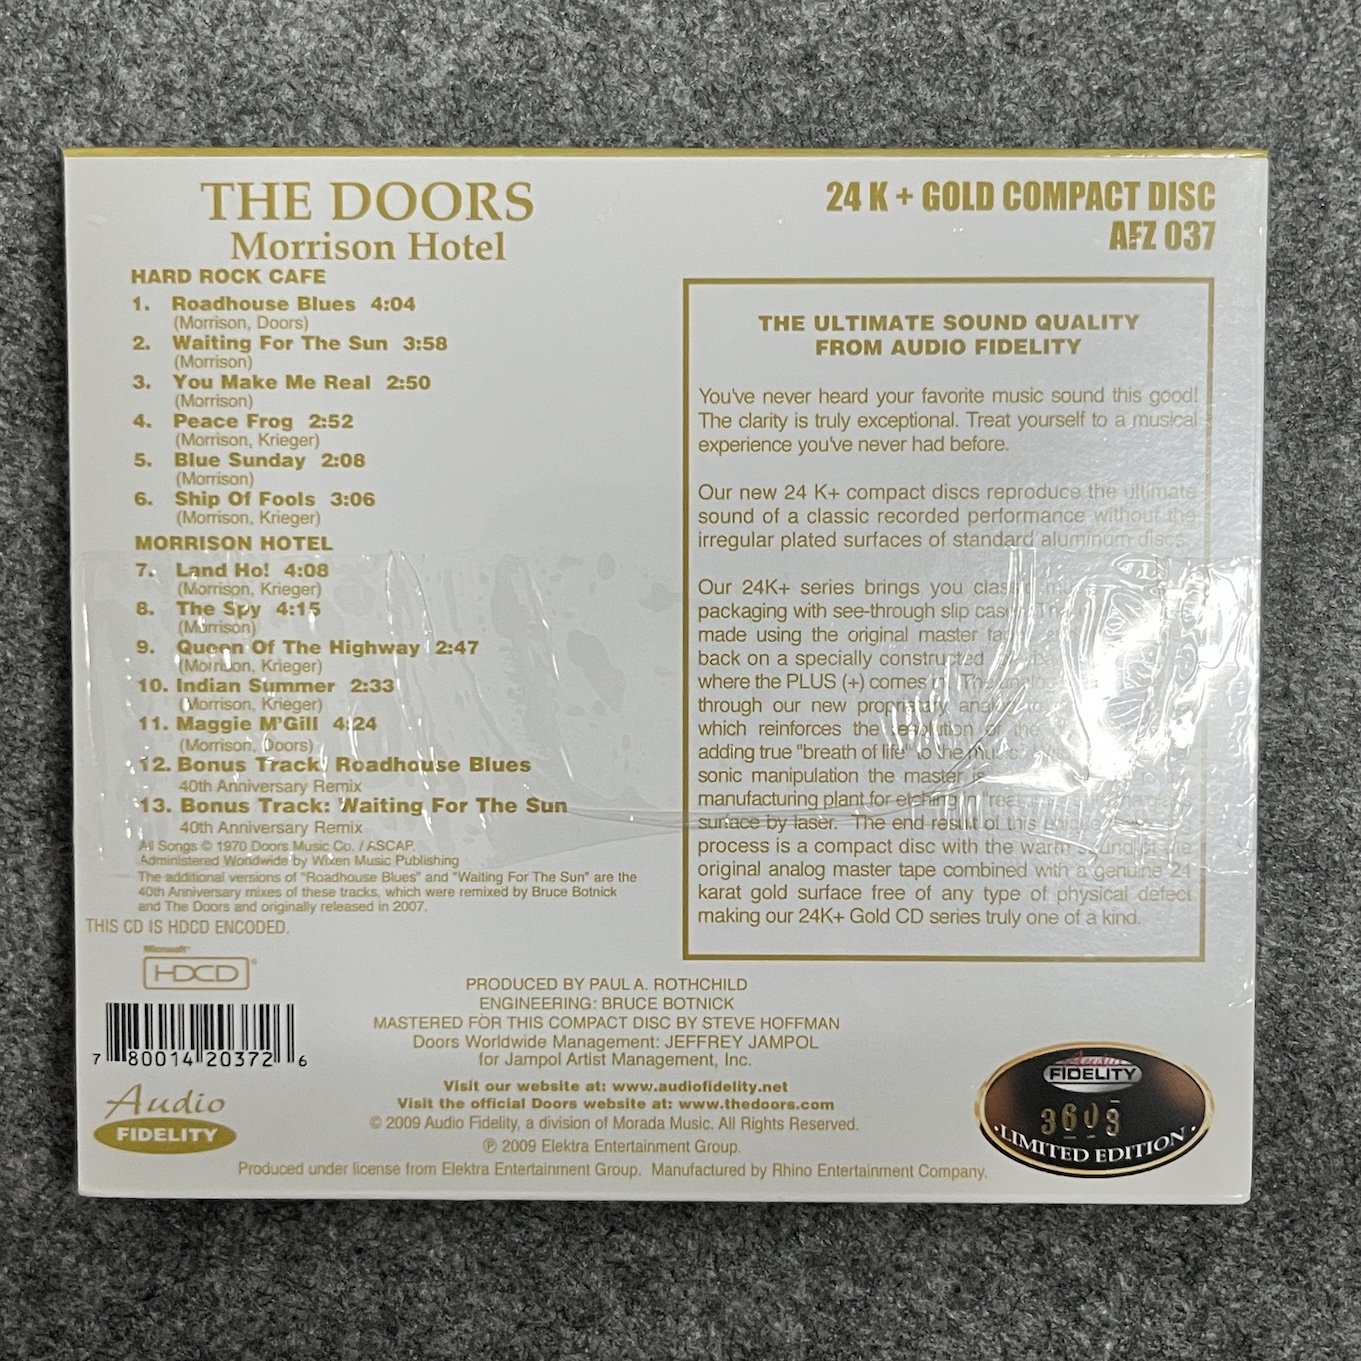 THE DOORS
Morrison Hotel
HARD ROCK CAFE
1. Roadhouse Blues 4:04
(Morrison, Doors)
2. Waiting For The Sun 3:58
(Morrison)
3. You Make Me Real 2:50
(Morrison)
4. Peace Frog 2:52
(Morrison, Krieger)
5. Blue Sunday 2:08
(Morrison)
6. Ship Of Fools 3:06
(Morrison, Krieger)
MORRISON HOTEL
7. Land Ho! 4:08
(Morrison, Krieger)
8. The Spy 4:15
(Morrison)
9. Queen Of The Highway 2:47
(Morrison, Krieger)
10. Indian Summer 2:33
(Morrison, Krieger)
11. Maggie M'Gill 4:24
(Morrison, Doors)
12. Bonus Track: Roadhouse Blues
40th Anniversary Remix
13. Bonus Track: Waiting For The Sun
40th Anniversary Remix
All Songs © 1970 Doors Music Co. / ASCAP.
Administered Worldwide by Wixen Music Publishing
The additional versions of "Roadhouse Blues" and "Waiting For The Sun" are the
40th Anniversary mixes of these tracks, which were remixed by Bruce Botnick
and The Doors and originally released in 2007.
THIS CD IS HDCD ENCODED.
Microsoft®
HDCD®
7 80014 20372 6
Audio
FIDELITY
24 K + GOLD COMPACT DISC
AFZ 037
THE ULTIMATE SOUND QUALITY
FROM AUDIO FIDELITY
You've never heard your favorite music sound this good!
The clarity is truly exceptional. Treat yourself to a musical
experience you've never had before.
Our new 24 K+ compact discs reproduce the ultimate
sound of a classic recorded performance without the
irregular plated surfaces of standard aluminum discs.
Our 24K+ series brings you classic
packaging with see-through slip case.
made using the original master
back on a specially constructed
where the PLUS (+) comes in. The analog
through our new proprietary analog
which reinforces the resolution of the
adding true "breath of life" to the music.
sonic manipulation the master is
manufacturing plant for etching in "real
surface by laser. The end result of this
process is a compact disc with the warm sound of the
original analog master tape combined with a genuine 24
karat gold surface free of any type of physical defect
making our 24K+ Gold CD series truly one of a kind.
PRODUCED BY PAUL A. ROTHCHILD
ENGINEERING: BRUCE BOTNICK
MASTERED FOR THIS COMPACT DISC BY STEVE HOFFMAN
Doors Worldwide Management: JEFFREY JAMPOL
for Jampol Artist Management, Inc.
Visit our website at: www.audiofidelity.net
Visit the official Doors website at: www.thedoors.com
© 2009 Audio Fidelity, a division of Morada Music. All Rights Reserved.
℗ 2009 Elektra Entertainment Group.
Produced under license from Elektra Entertainment Group. Manufactured by Rhino Entertainment Company.
Audio
FIDELITY
3609
·LIMITED EDITION·